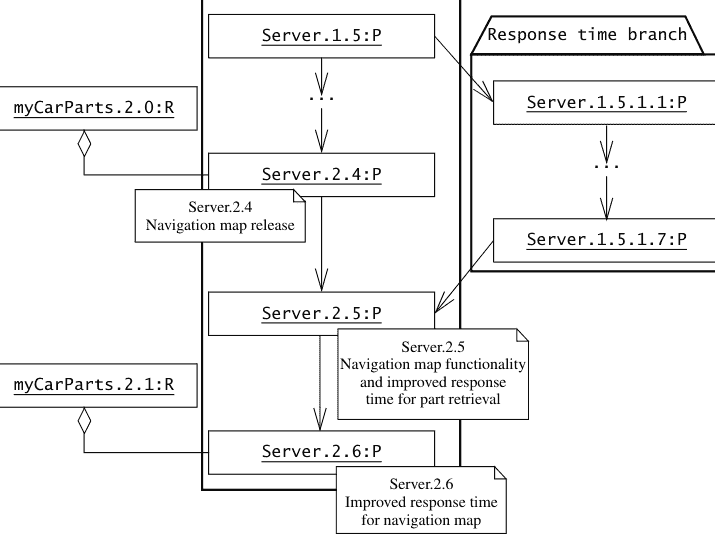 Server.1.5:P
Response time branch
...
myCarParts.2.0:R
Server.1.5.1.1:P
...
Server.2.4:P
Server.2.4
Navigation map release
Server.1.5.1.7:P
Server.2.5:P
Server.2.5
Navigation map functionality
and improved response
time for part retrieval
myCarParts.2.1:R
Server.2.6:P
Server.2.6
Improved response time
for navigation map